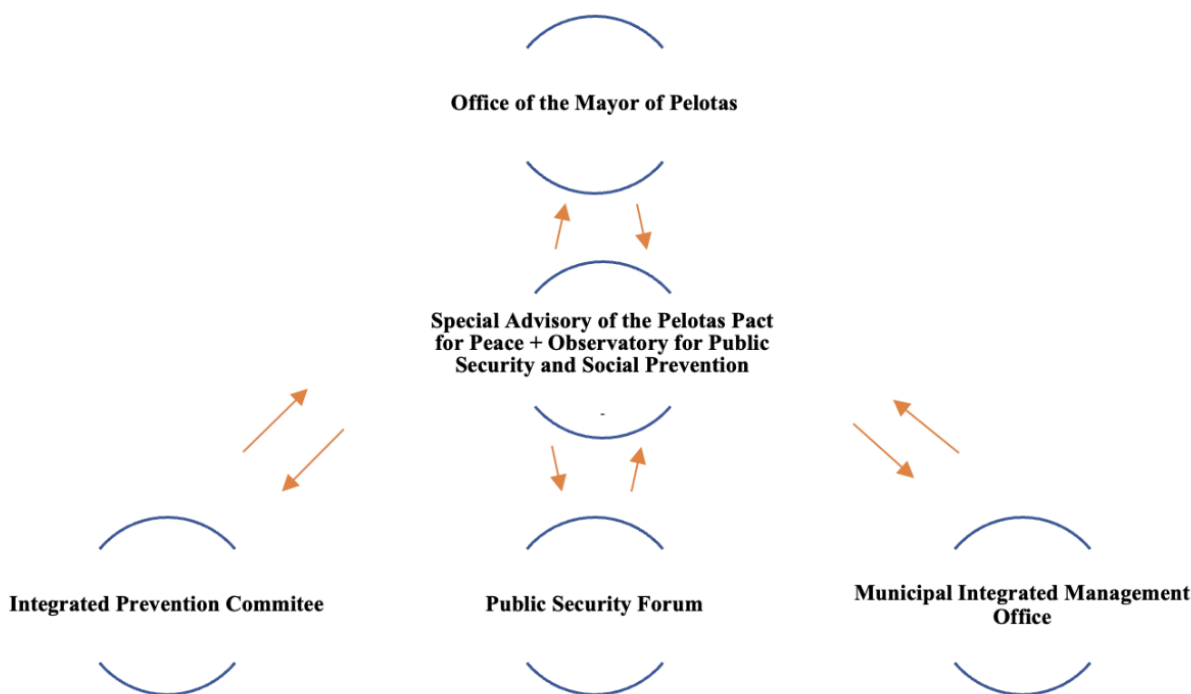 Office of the Mayor of Pelotas
Special Advisory of the Pelotas Pact
for Peace + Observatory for Public
Security and Social Prevention
-
Integrated Prevention Commitee
Public Security Forum
Municipal Integrated Management
Office